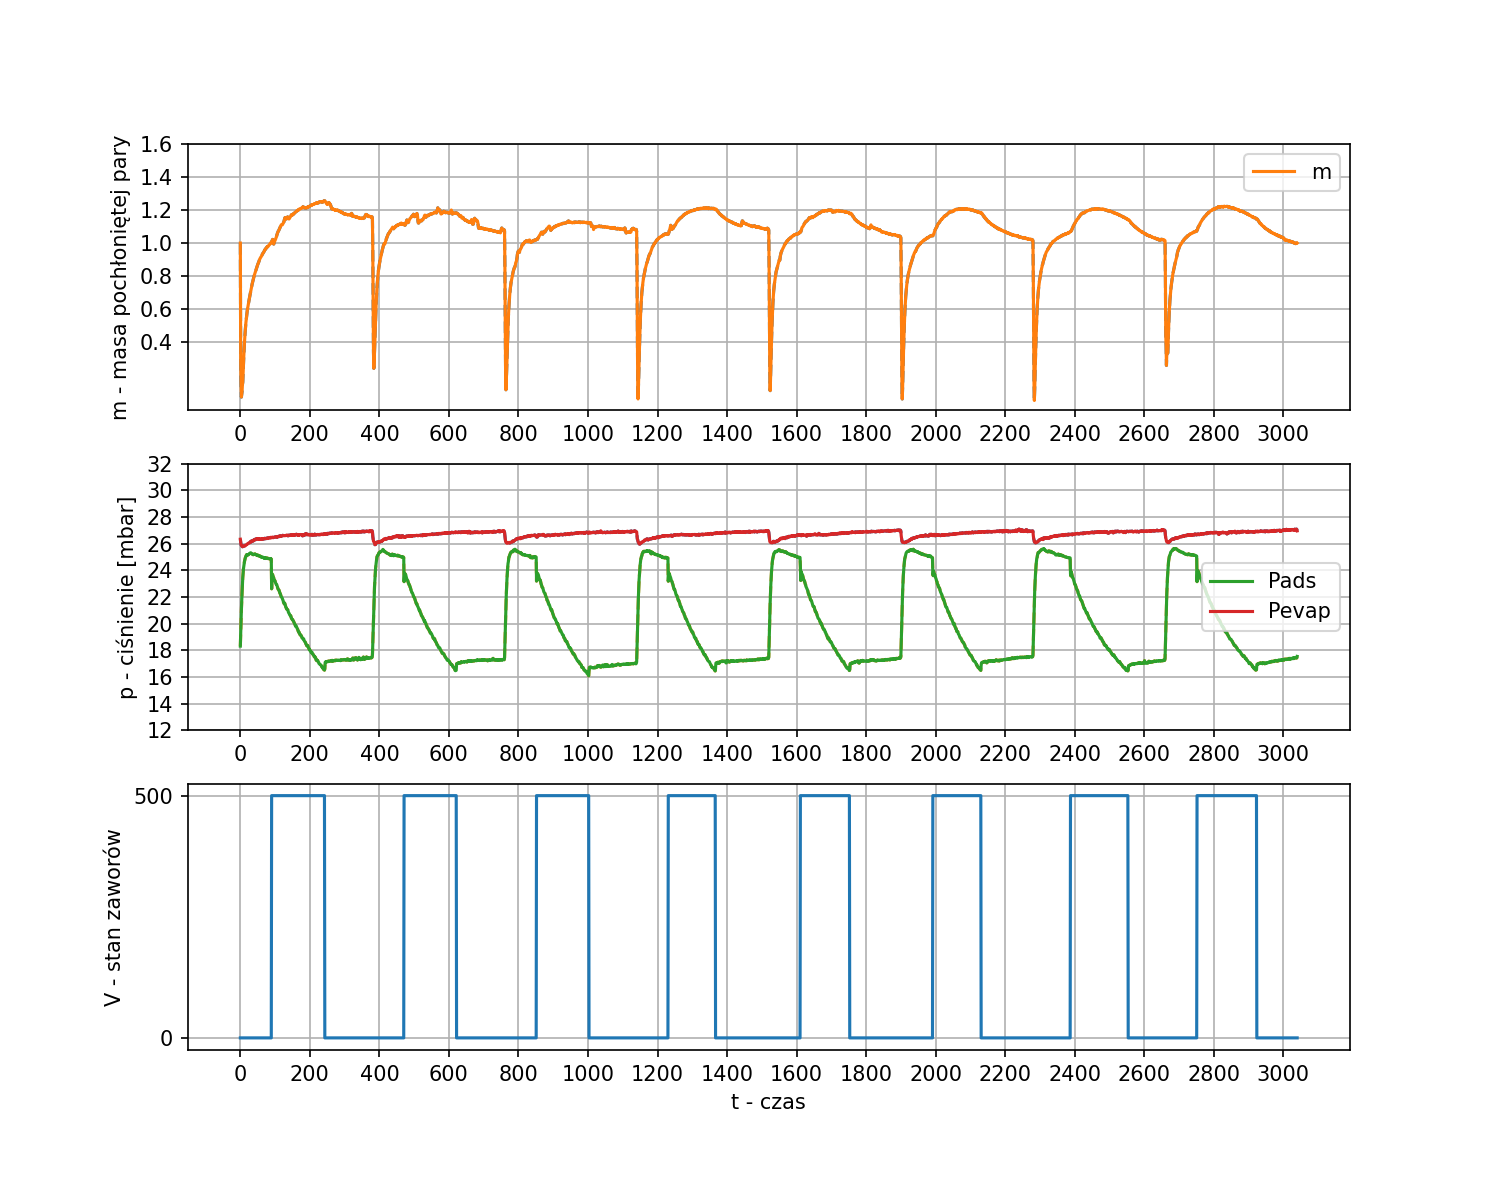 m - masa pochłoniętej pary
1.6
1.4
1.2
1.0
0.8
0.6
0.4
m
0 200 400 600 800 1000 1200 1400 1600 1800 2000 2200 2400 2600 2800 3000
p - ciśnienie [mbar]
32
30
28
26
24
22
20
18
16
14
12
Pads
Pevap
0 200 400 600 800 1000 1200 1400 1600 1800 2000 2200 2400 2600 2800 3000
V - stan zaworów
500
0
0 200 400 600 800 1000 1200 1400 1600 1800 2000 2200 2400 2600 2800 3000
t - czas